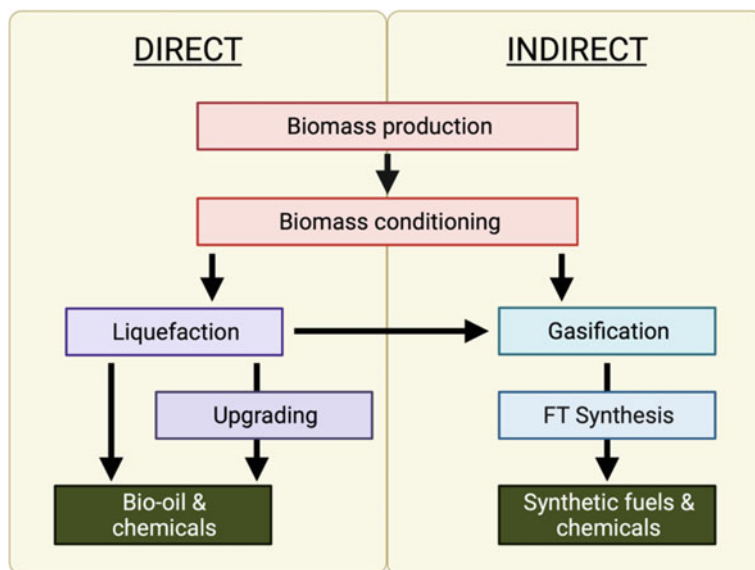 DIRECT
INDIRECT
Biomass production
Biomass conditioning
Liquefaction
Gasification
Upgrading
FT Synthesis
Bio-oil &
chemicals
Synthetic fuels &
chemicals